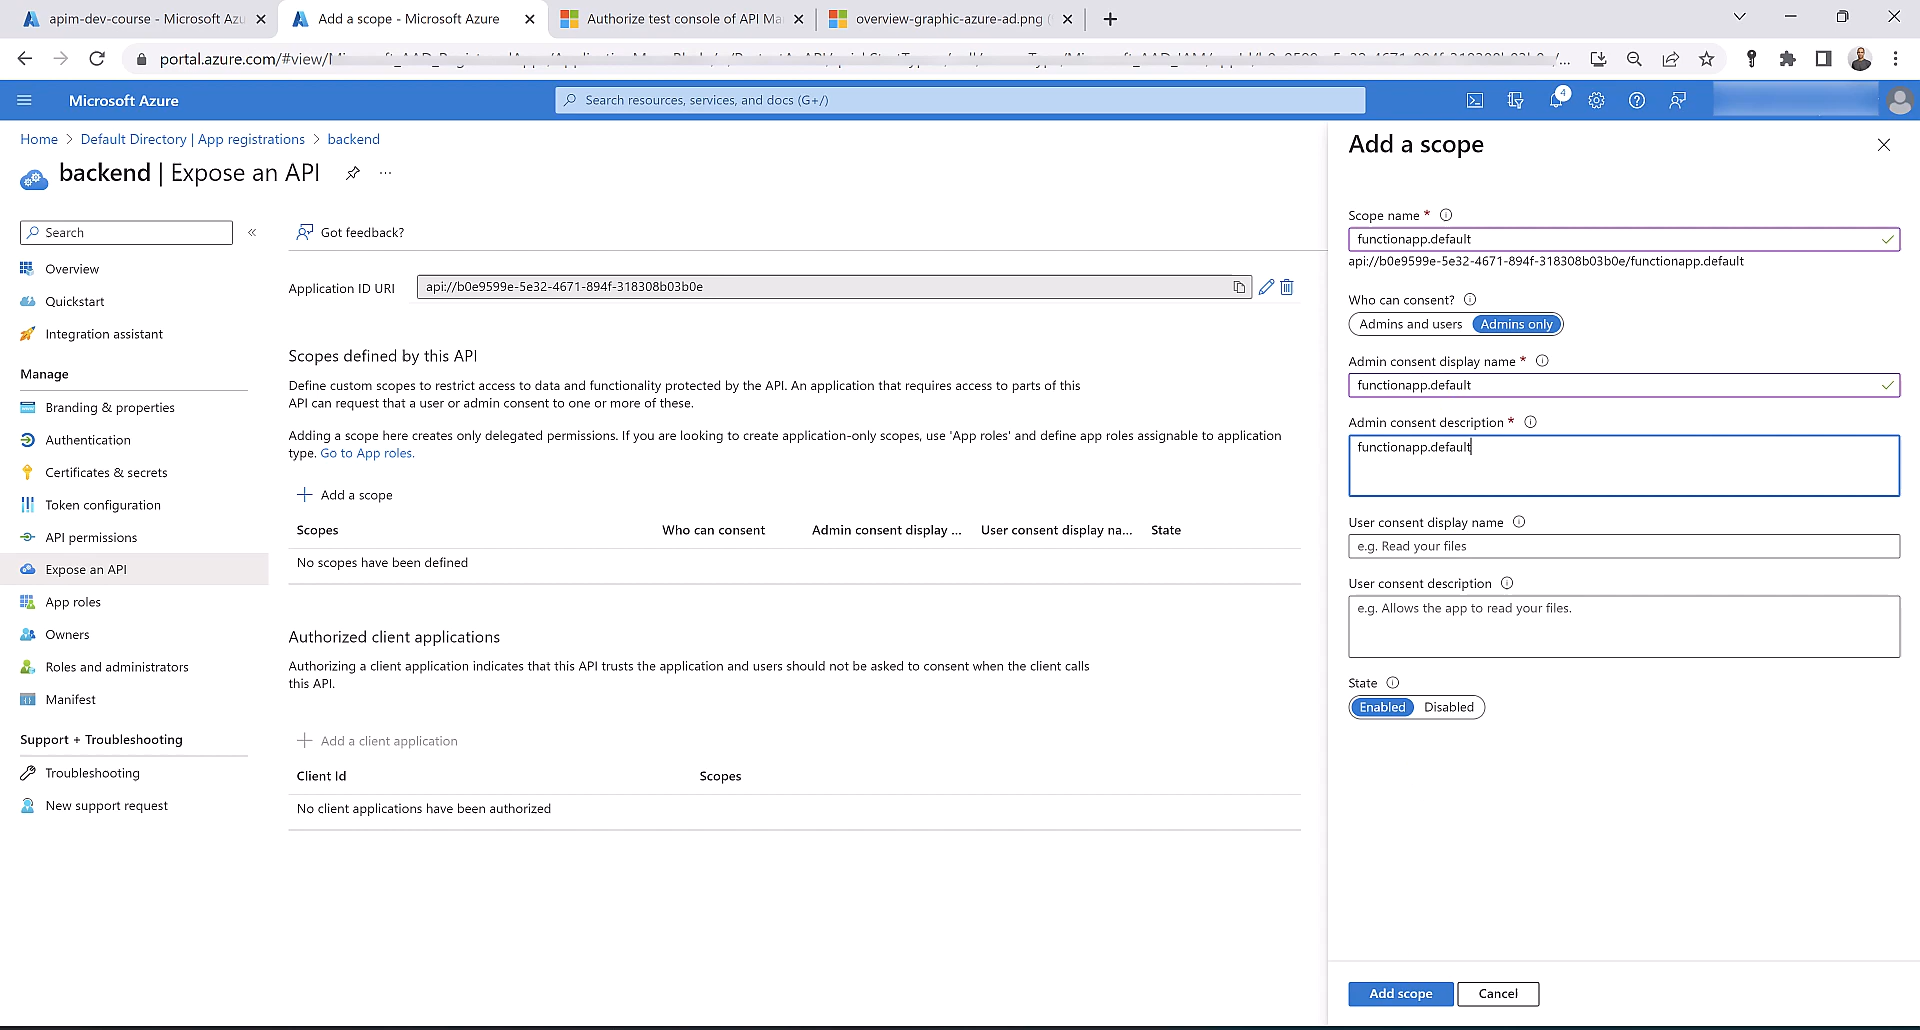 apim-dev-course - Microsoft Azu
Add a scope - Microsoft Azure
Authorize test console of API Ma
overview-graphic-azure-ad.png (
portal.azure.com/#view/
Microsoft Azure
Search resources, services, and docs (G+/)
4
Home > Default Directory | App registrations > backend
backend | Expose an API
Search
Overview
Quickstart
Integration assistant
Manage
Branding & properties
Authentication
Certificates & secrets
Token configuration
API permissions
Expose an API
App roles
Owners
Roles and administrators
Manifest
Support + Troubleshooting
Troubleshooting
New support request
Got feedback?
Application ID URI
api://b0e9599e-5e32-4671-894f-318308b03b0e
Scopes defined by this API
Define custom scopes to restrict access to data and functionality protected by the API. An application that requires access to parts of this
API can request that a user or admin consent to one or more of these.
Adding a scope here creates only delegated permissions. If you are looking to create application-only scopes, use 'App roles' and define app roles assignable to application
type. Go to App roles.
Add a scope
Scopes Who can consent Admin consent display ... User consent display na... State
No scopes have been defined
Authorized client applications
Authorizing a client application indicates that this API trusts the application and users should not be asked to consent when the client calls
this API.
Add a client application
Client Id Scopes
No client applications have been authorized
Add a scope
Scope name *
functionapp.default
api://b0e9599e-5e32-4671-894f-318308b03b0e/functionapp.default
Who can consent?
Admins and users Admins only
Admin consent display name *
functionapp.default
Admin consent description *
functionapp.default
User consent display name
e.g. Read your files
User consent description
e.g. Allows the app to read your files.
State
Enabled Disabled
Add scope Cancel